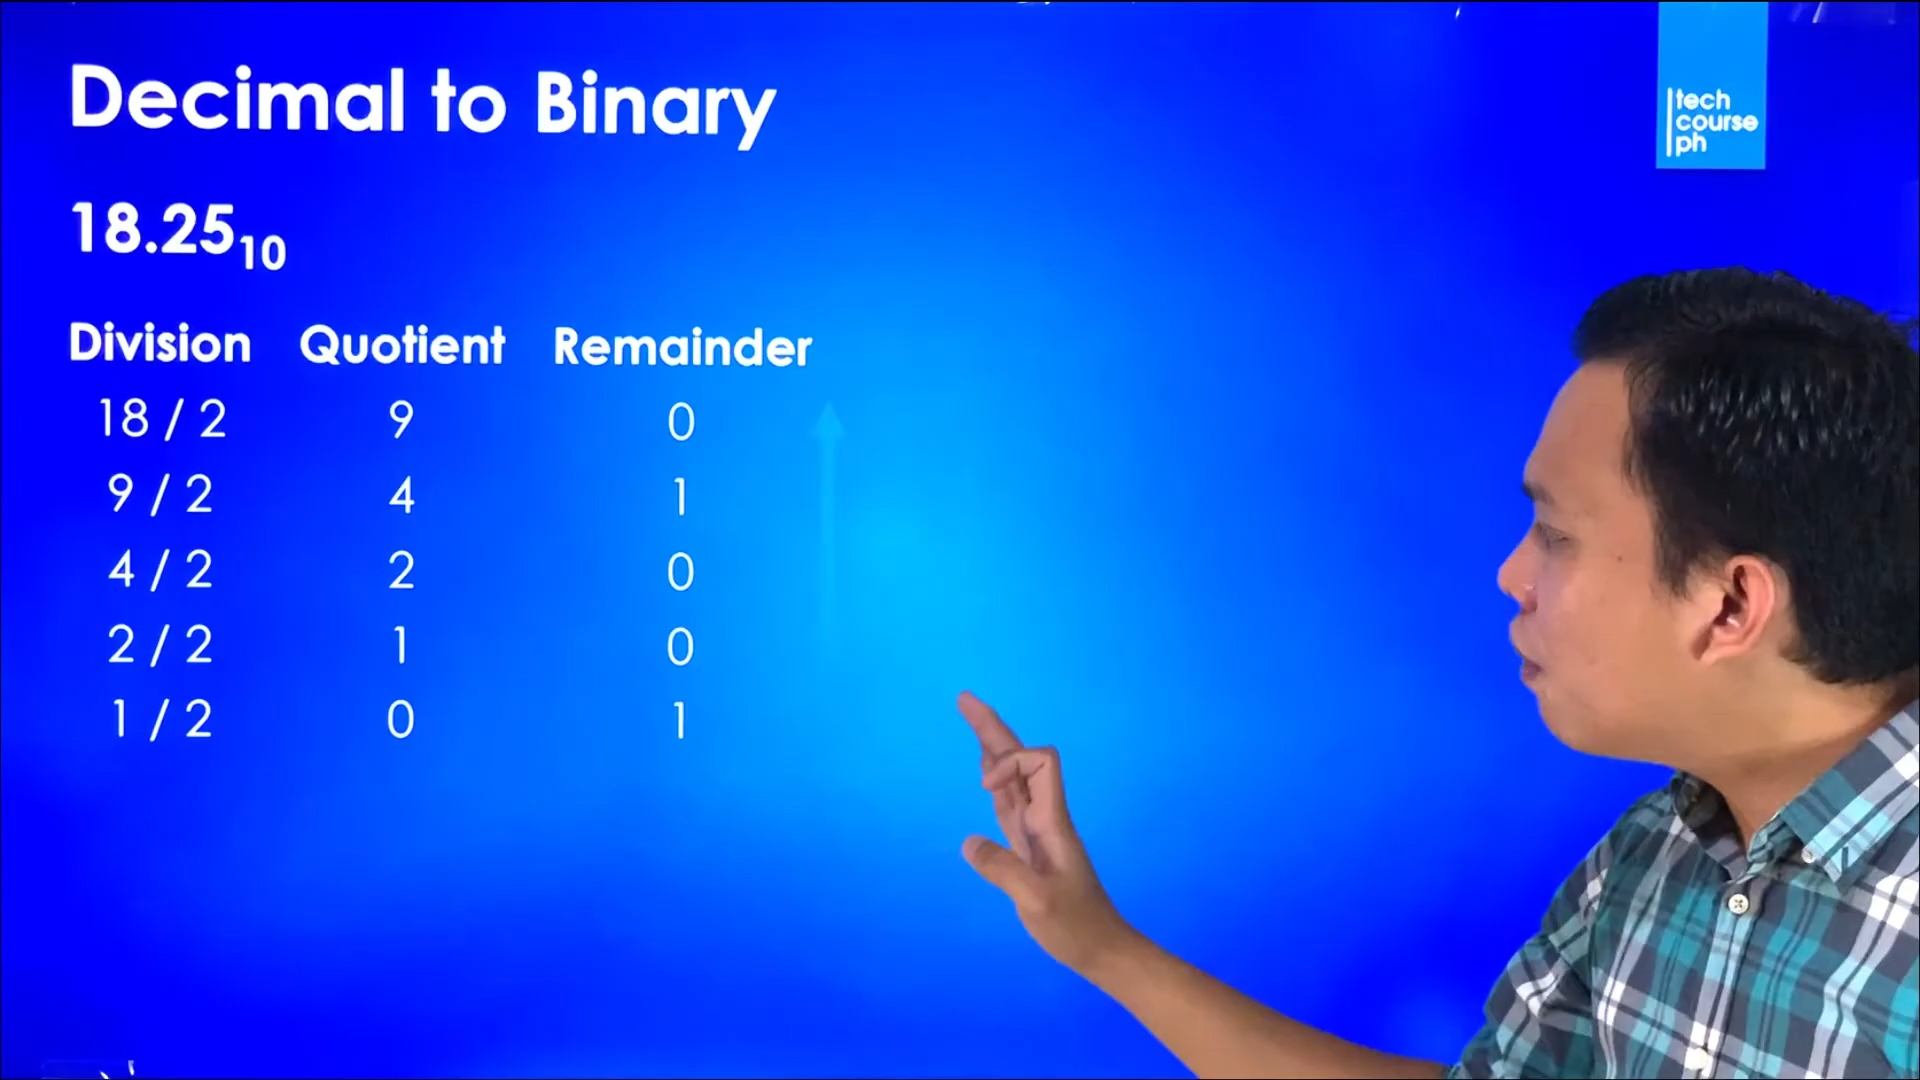 Decimal to Binary
tech
course
ph
18.25₁₀
Division Quotient Remainder
18 / 2 9 0
9 / 2 4 1
4 / 2 2 0
2 / 2 1 0
1 / 2 0 1